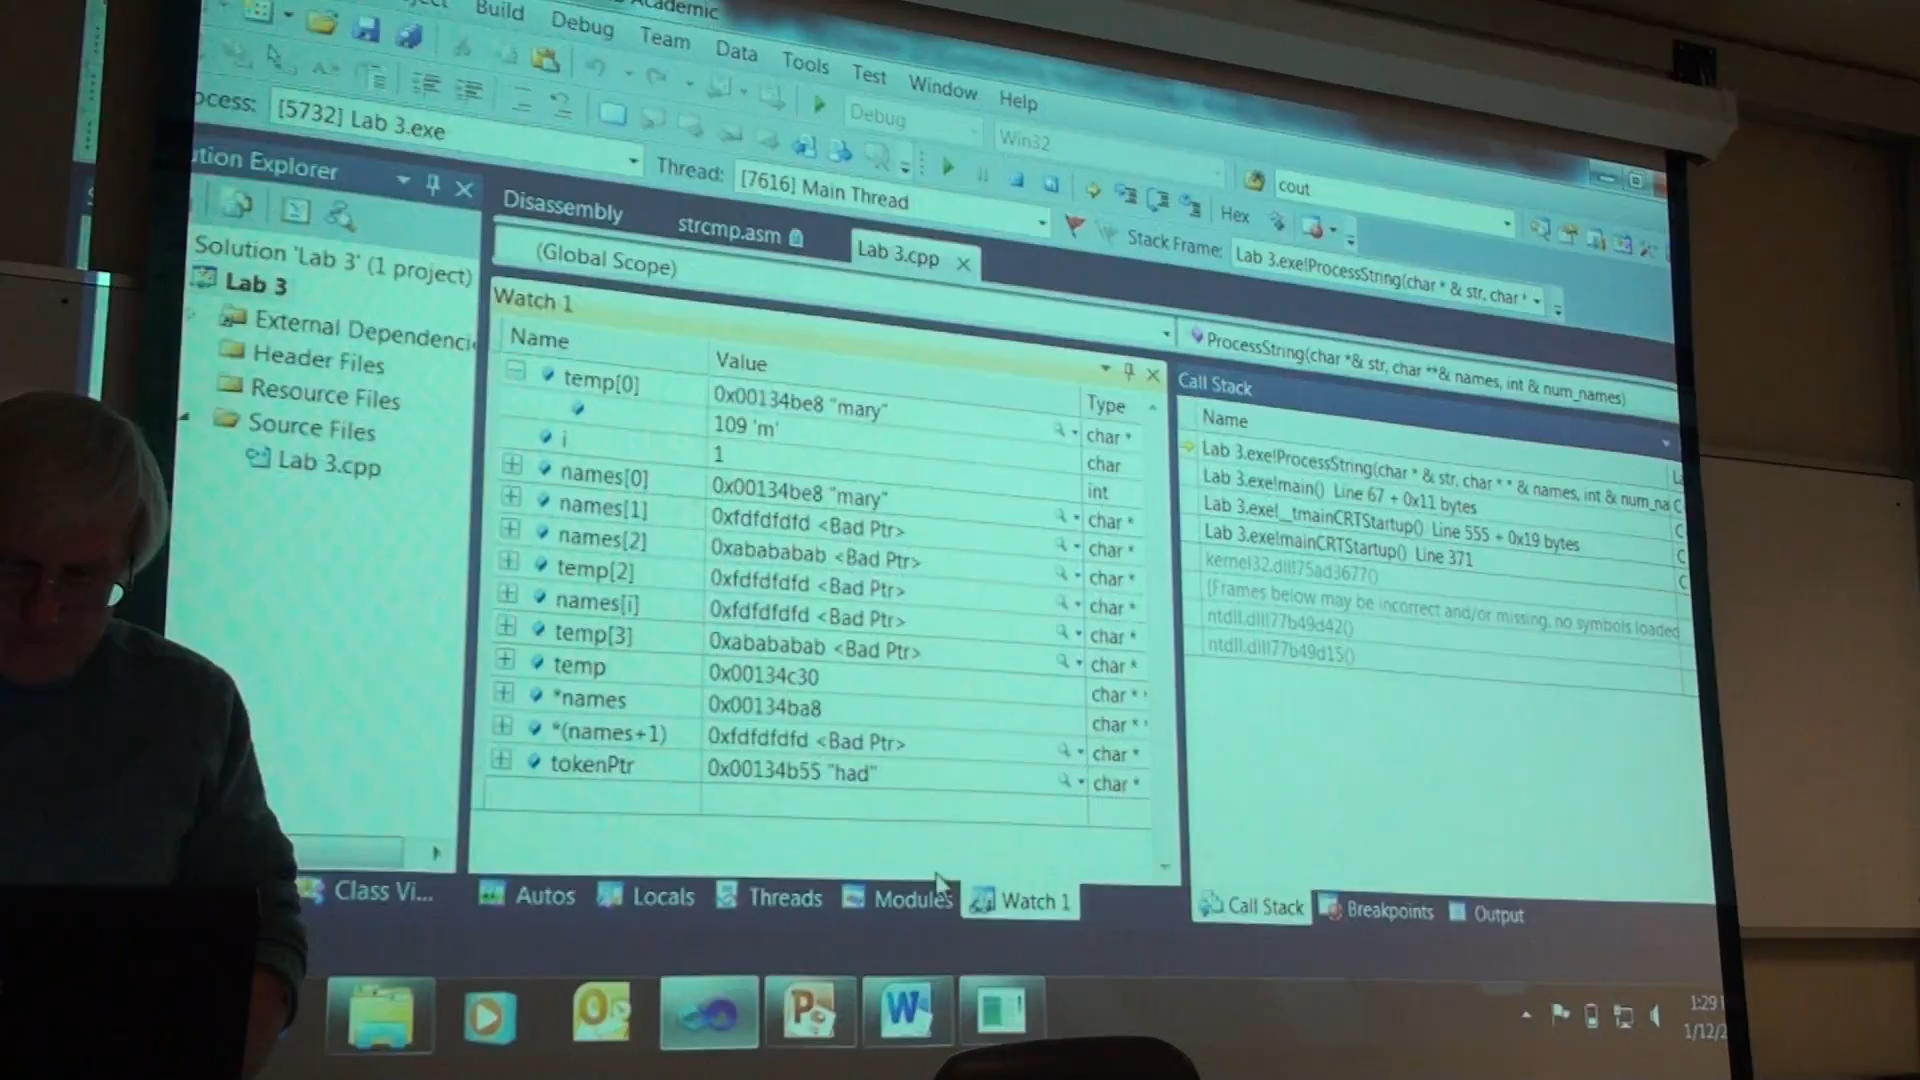 Academic
Build Debug Team Data Tools Test Window Help
Debug
Win32
cout
ocess: [5732] Lab 3.exe
Thread: [7616] Main Thread
Hex
Stack Frame: Lab 3.exe!ProcessString(char * & str, char *
ution Explorer
Solution 'Lab 3' (1 project)
Lab 3
External Dependencie
Header Files
Resource Files
Source Files
Lab 3.cpp
Class Vi...
Disassembly strcmp.asm Lab 3.cpp
(Global Scope)
ProcessString(char *& str, char **& names, int & num_names)
Watch 1
Name Value Type
temp[0] 0x00134be8 "mary" char *
109 'm' char
i 1 int
names[0] 0x00134be8 "mary" char *
names[1] 0xfdfdfdfd <Bad Ptr> char *
names[2] 0xabababab <Bad Ptr> char *
temp[2] 0xfdfdfdfd <Bad Ptr> char *
names[i] 0xfdfdfdfd <Bad Ptr> char *
temp[3] 0xabababab <Bad Ptr> char *
temp 0x00134c30 char * *
*names 0x00134ba8 char * *
*(names+1) 0xfdfdfdfd <Bad Ptr> char *
tokenPtr 0x00134b55 "had" char *
Autos Locals Threads Modules Watch 1
Call Stack
Name
Lab 3.exe!ProcessString(char * & str, char * * & names, int & num_na
Lab 3.exe!main() Line 67 + 0x11 bytes
Lab 3.exe!__tmainCRTStartup() Line 555 + 0x19 bytes
Lab 3.exe!mainCRTStartup() Line 371
kernel32.dll!75ad3677()
[Frames below may be incorrect and/or missing, no symbols loaded
ntdll.dll!77b49d42()
ntdll.dll!77b49d15()
Call Stack Breakpoints Output
1:29
1/12/2